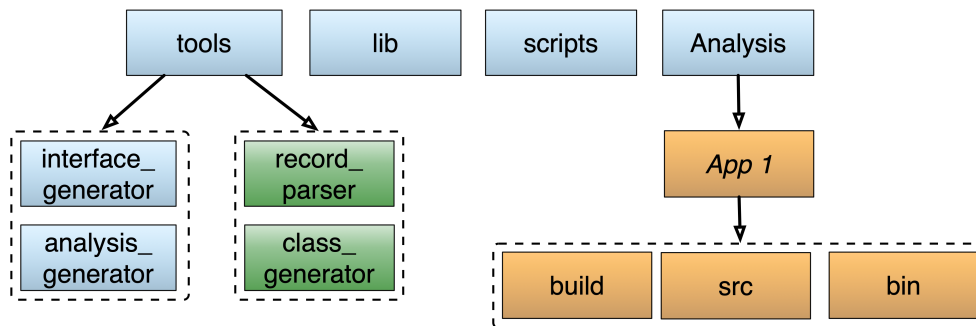 tools
lib
scripts
Analysis
interface_
generator
record_
parser
App 1
analysis_
generator
class_
generator
build
src
bin